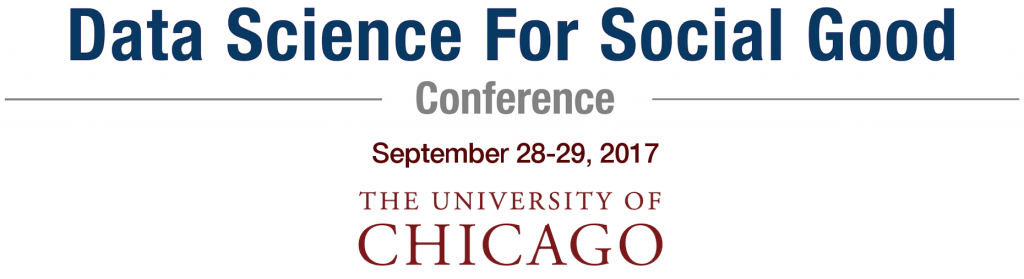 Data Science For Social Good
Conference
September 28-29, 2017
THE UNIVERSITY OF
CHICAGO